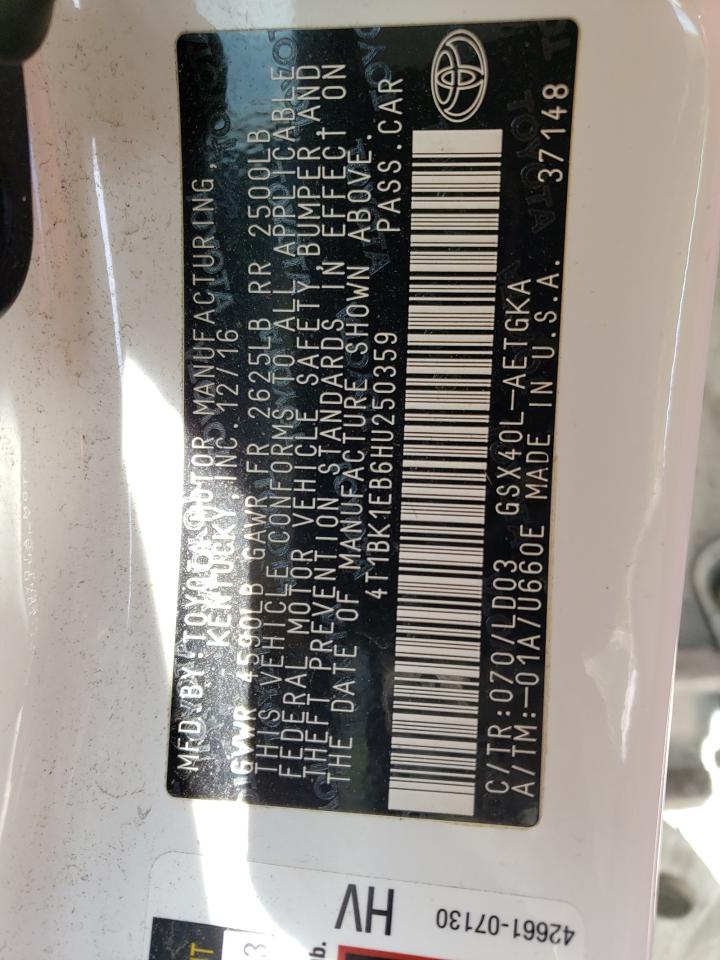 MFD.BY:TOYOTA MOTOR MANUFACTURING,
KENTUCKY,INC. 12/16
GVWR 4590LB GAWR FR 2625LB RR 2500LB
THIS VEHICLE CONFORMS TO ALL APPLICABLE
FEDERAL MOTOR VEHICLE SAFETY, BUMPER, AND
THEFT PREVENTION STANDARDS IN EFFECT ON
THE DATE OF MANUFACTURE SHOWN ABOVE.
4T1BK1EB6HU250359 PASS.CAR
C/TR:070/LD03 GSX40L-AETGKA
A/TM:-01A/U660E MADE IN U.S.A. 37148
HV
42661-07130